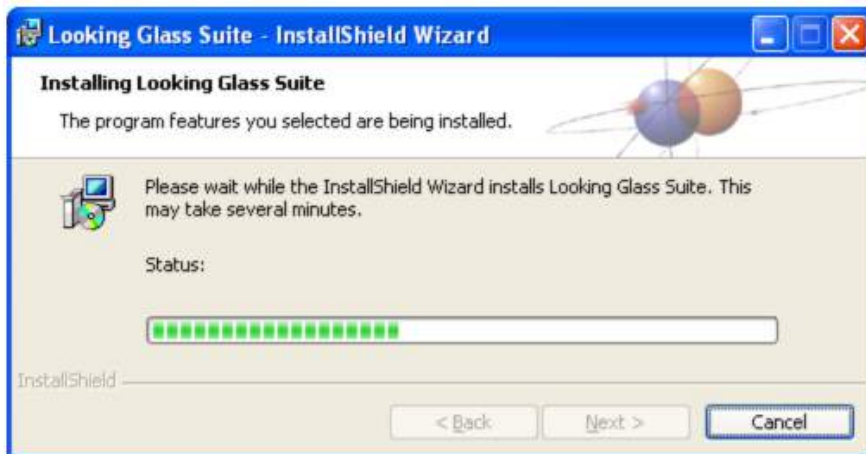 Looking Glass Suite - InstallShield Wizard
Installing Looking Glass Suite
The program features you selected are being installed.
Please wait while the InstallShield Wizard installs Looking Glass Suite. This
may take several minutes.
Status:
InstallShield
< Back Next > Cancel